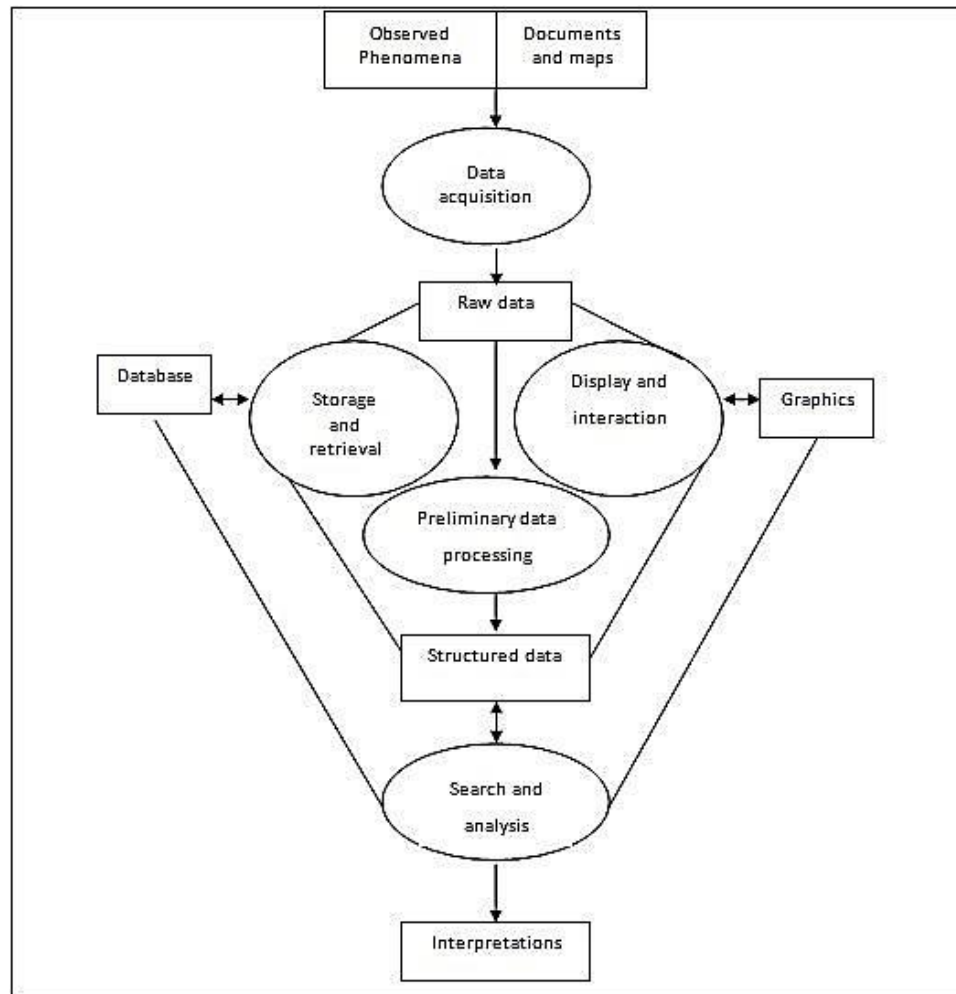 Observed
Phenomena
Documents
and maps
Data
acquisition
Raw data
Database
Storage
and
retrieval
Display and
interaction
Graphics
Preliminary data
processing
Structured data
Search and
analysis
Interpretations